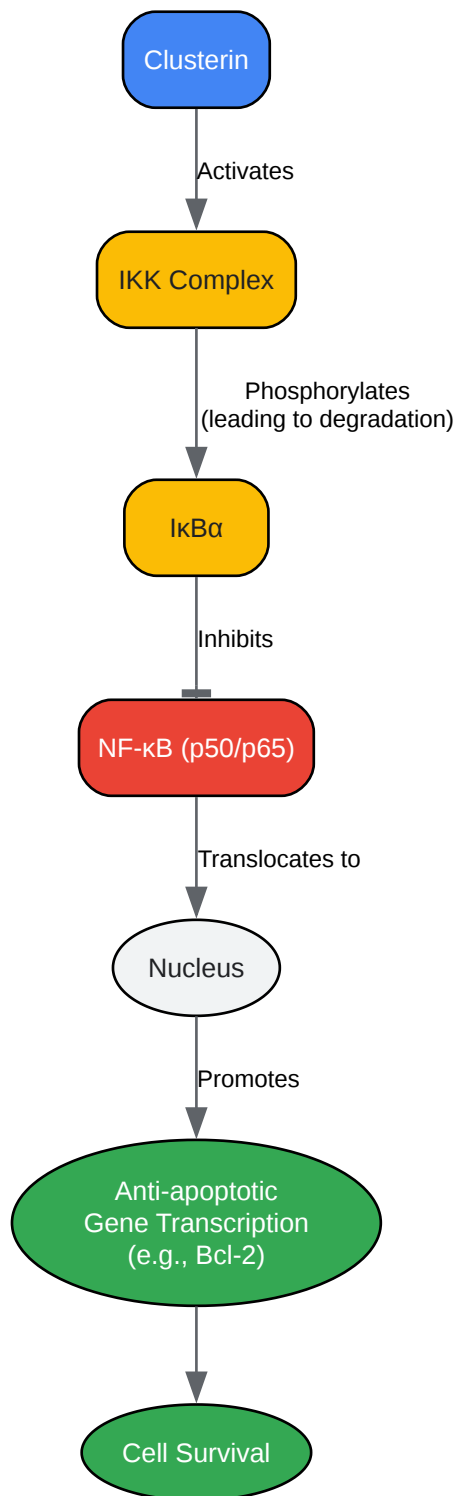 Clusterin
Activates
IKK Complex
Phosphorylates
(leading to degradation)
IκBα
Inhibits
NF-κB (p50/p65)
Translocates to
Nucleus
Promotes
Anti-apoptotic
Gene Transcription
(e.g., Bcl-2)
Cell Survival